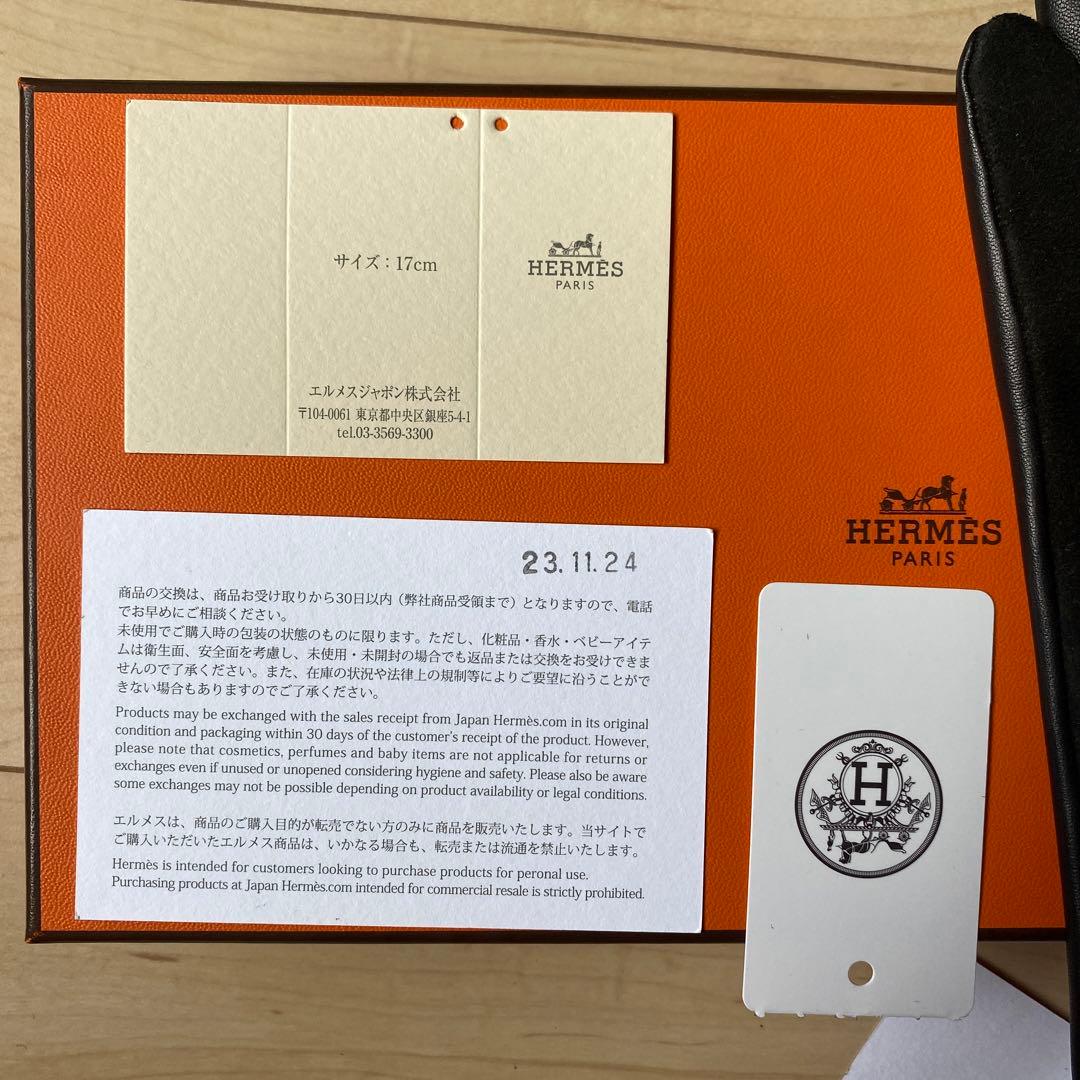 サイズ：17cm
エルメスジャポン株式会社
〒104-0061 東京都中央区銀座5-4-1
tel.03-3569-3300
HERMÈS
PARIS
HERMÈS
PARIS
23.11.24
商品の交換は、商品お受け取りから30日以内（弊社商品受領まで）となりますので、電話
でお早めにご相談ください。
未使用でご購入時の包装の状態のものに限ります。ただし、化粧品・香水・ベビーアイテ
ムは衛生面、安全面を考慮し、未使用・未開封の場合でも返品または交換をお受けできま
せんので了承ください。また、在庫の状況や法律上の規制等によりご要望に沿うことがで
きない場合もありますのでご了承ください。
Products may be exchanged with the sales receipt from Japan Hermès.com in its original
condition and packaging within 30 days of the customer's receipt of the product. However,
please note that cosmetics, perfumes and baby items are not applicable for returns or
exchanges even if unused or unopened considering hygiene and safety. Please also be aware
some exchanges may not be possible depending on product availability or legal conditions.
エルメスは、商品のご購入目的が転売でない方のみに商品を販売いたします。当サイトで
ご購入いただいたエルメス商品は、いかなる場合も、転売または流通を禁止いたします。
Hermès is intended for customers looking to purchase products for peronal use.
Purchasing products at Japan Hermès.com intended for commercial resale is strictly prohibited.
H